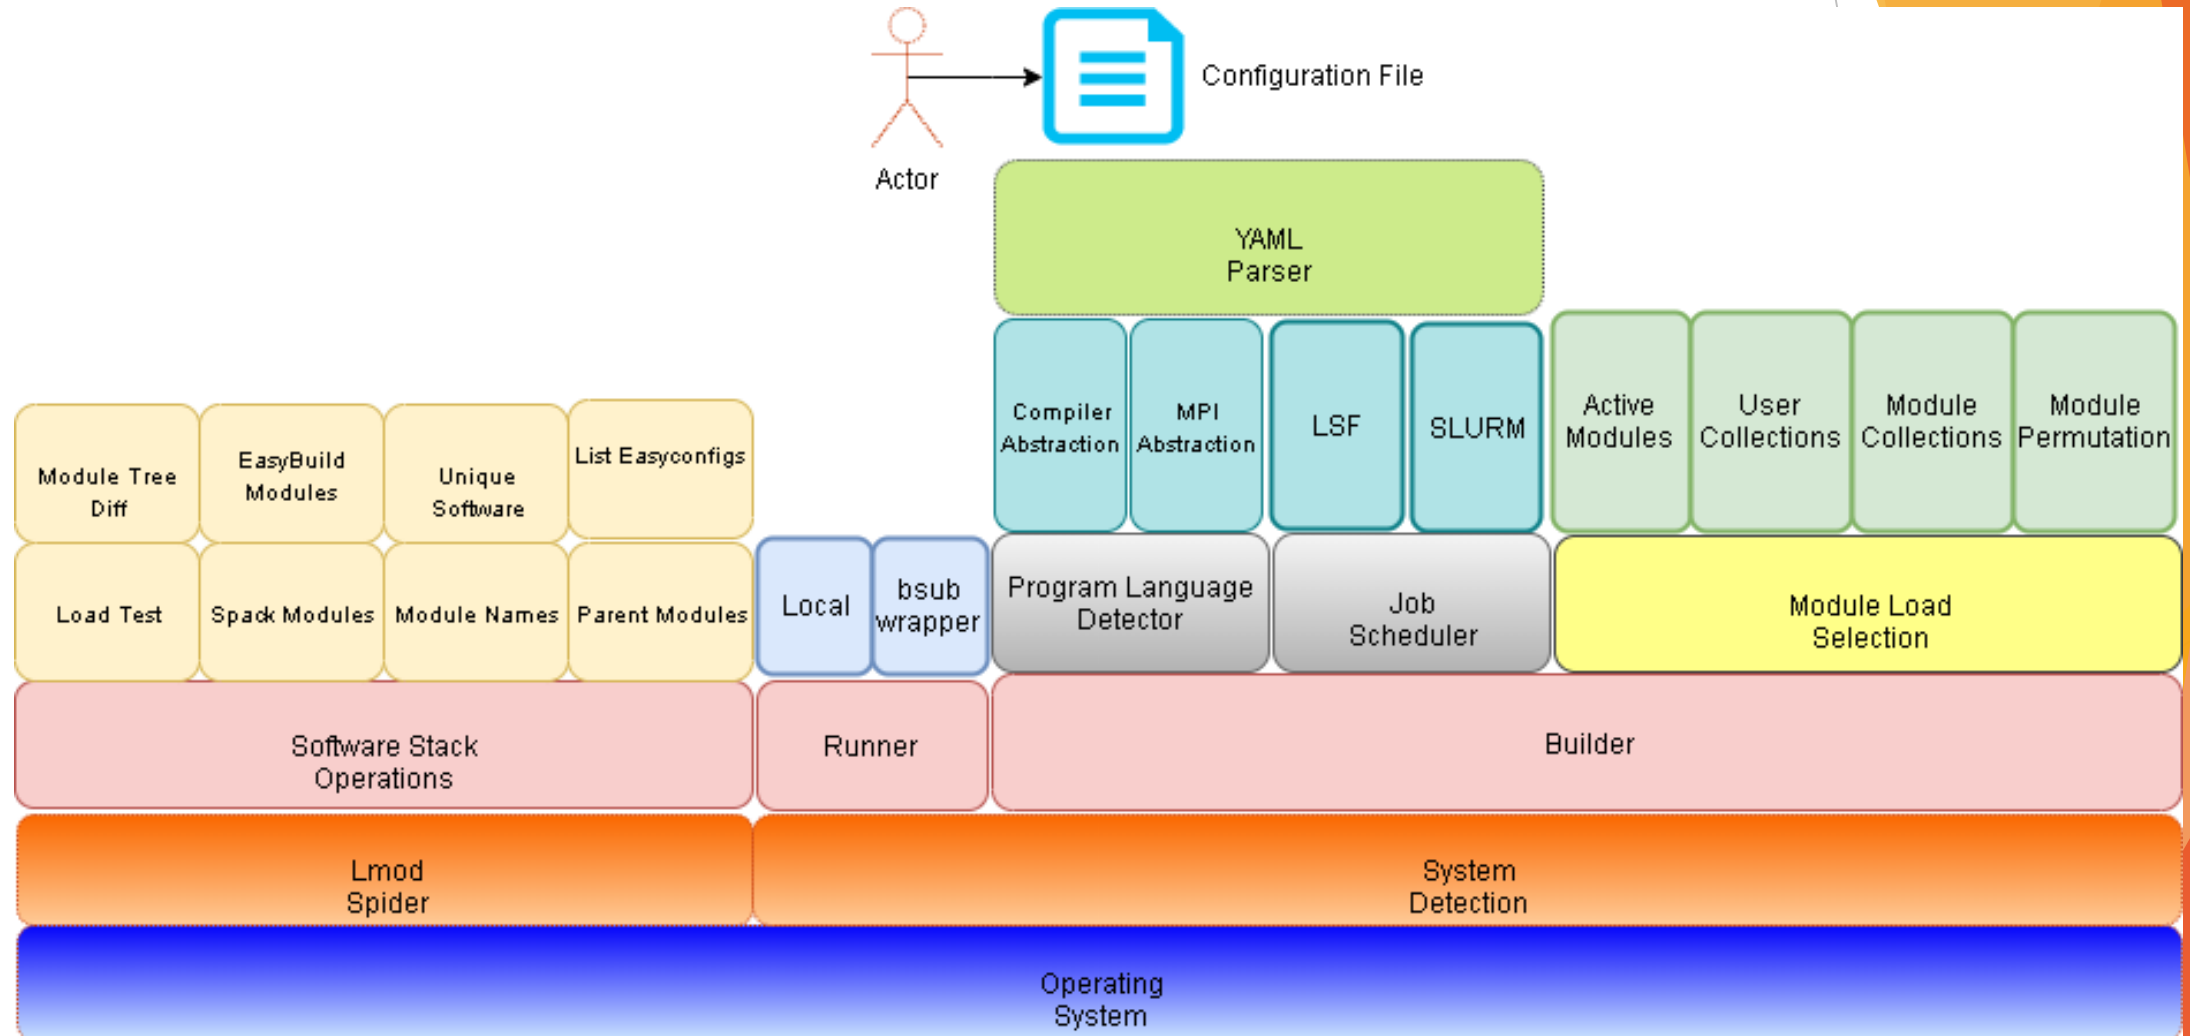 Configuration File
Actor
YAML
Parser
Compiler
Abstraction
MPI
Abstraction
LSF
SLURM
Active
Modules
User
Collections
Module
Collections
Module
Permutation
Module Tree
Diff
EasyBuild
Modules
Unique
Software
List Easyconfigs
Load Test
Spack Modules
Module Names
Parent Modules
Local
bsub
wrapper
Program Language
Detector
Job
Scheduler
Module Load
Selection
Software Stack
Operations
Runner
Builder
Lmod
Spider
System
Detection
Operating
System